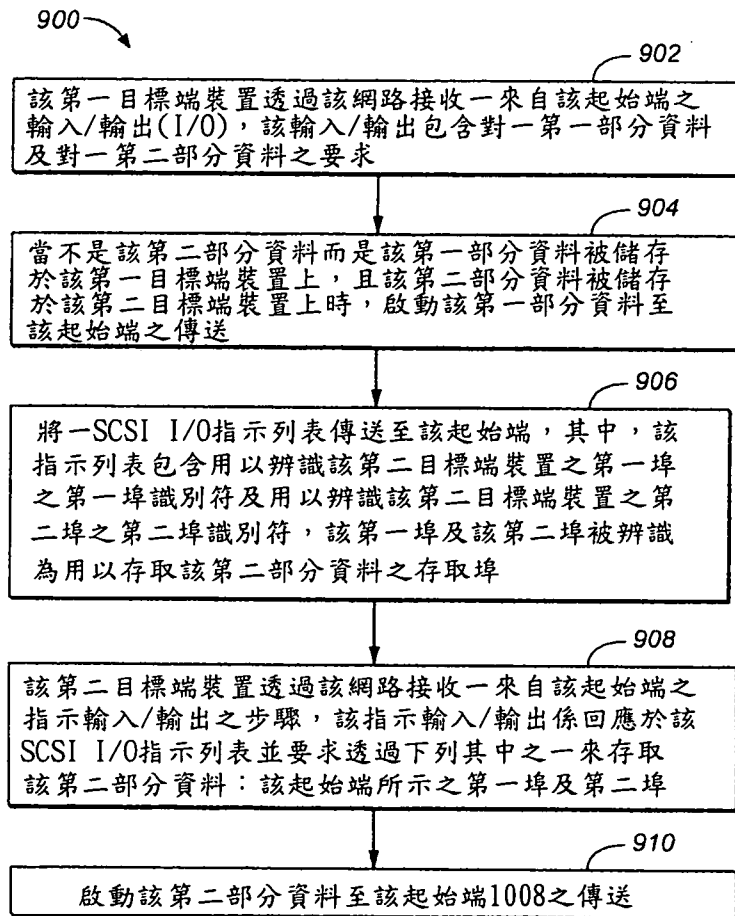 900
902
該第一目標端裝置透過該網路接收一來自該起始端之
輸入/輸出(I/O)，該輸入/輸出包含對一第一部分資料
及對一第二部分資料之要求
904
當不是該第二部分資料而是該第一部分資料被儲存
於該第一目標端裝置上，且該第二部分資料被儲存
於該第二目標端裝置上時，啟動該第一部分資料至
該起始端之傳送
906
將一SCSI I/O指示列表傳送至該起始端，其中，該
指示列表包含用以辨識該第二目標端裝置之第一埠
之第一埠識別符及用以辨識該第二目標端裝置之第
二埠之第二埠識別符，該第一埠及該第二埠被辨識
為用以存取該第二部分資料之存取埠
908
該第二目標端裝置透過該網路接收一來自該起始端之
指示輸入/輸出之步驟，該指示輸入/輸出係回應於該
SCSI I/O指示列表並要求透過下列其中之一來存取
該第二部分資料：該起始端所示之第一埠及第二埠
910
啟動該第二部分資料至該起始端1008之傳送